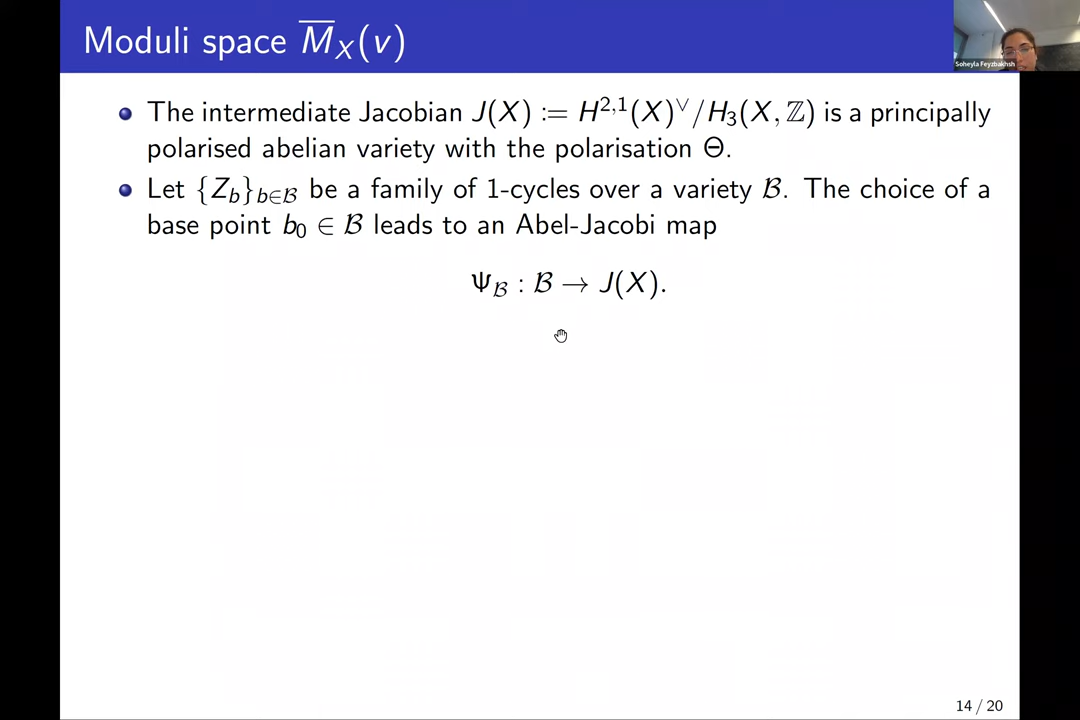 Moduli space M̅_X(v)
Soheyla Feyzbakhsh
The intermediate Jacobian J(X) := H^{2,1}(X)^∨/H_3(X, ℤ) is a principally
polarised abelian variety with the polarisation Θ.
Let {Z_b}_{b∈ℬ} be a family of 1-cycles over a variety ℬ. The choice of a
base point b_0 ∈ ℬ leads to an Abel-Jacobi map
Ψ_ℬ : ℬ → J(X).
14 / 20